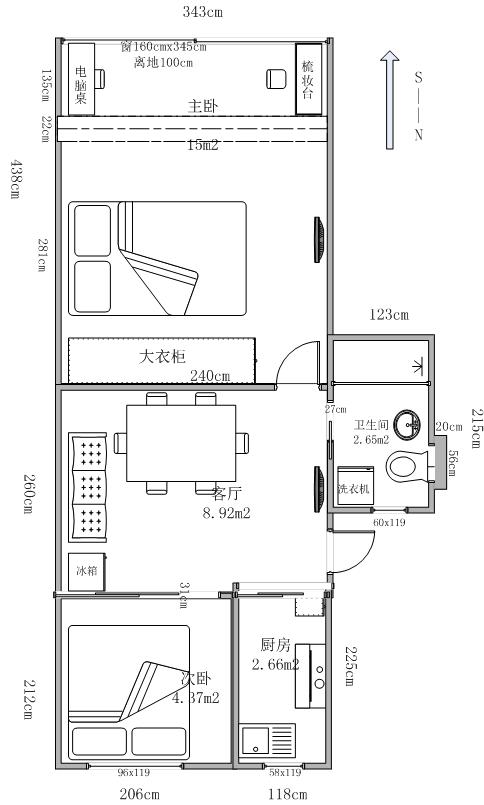 343cm
窗160cmx345cm
离地100cm
电脑桌
梳妆台
135cm
主卧
S
——
N
22cm
15m2
438cm
281cm
123cm
大衣柜
240cm
27cm
卫生间
2.65m2
20cm
215cm
56cm
客厅
8.92m2
260cm
洗衣机
60x119
冰箱
31cm
厨房
2.66m2
次卧
4.37m2
225cm
212cm
96x119
58x119
206cm
118cm